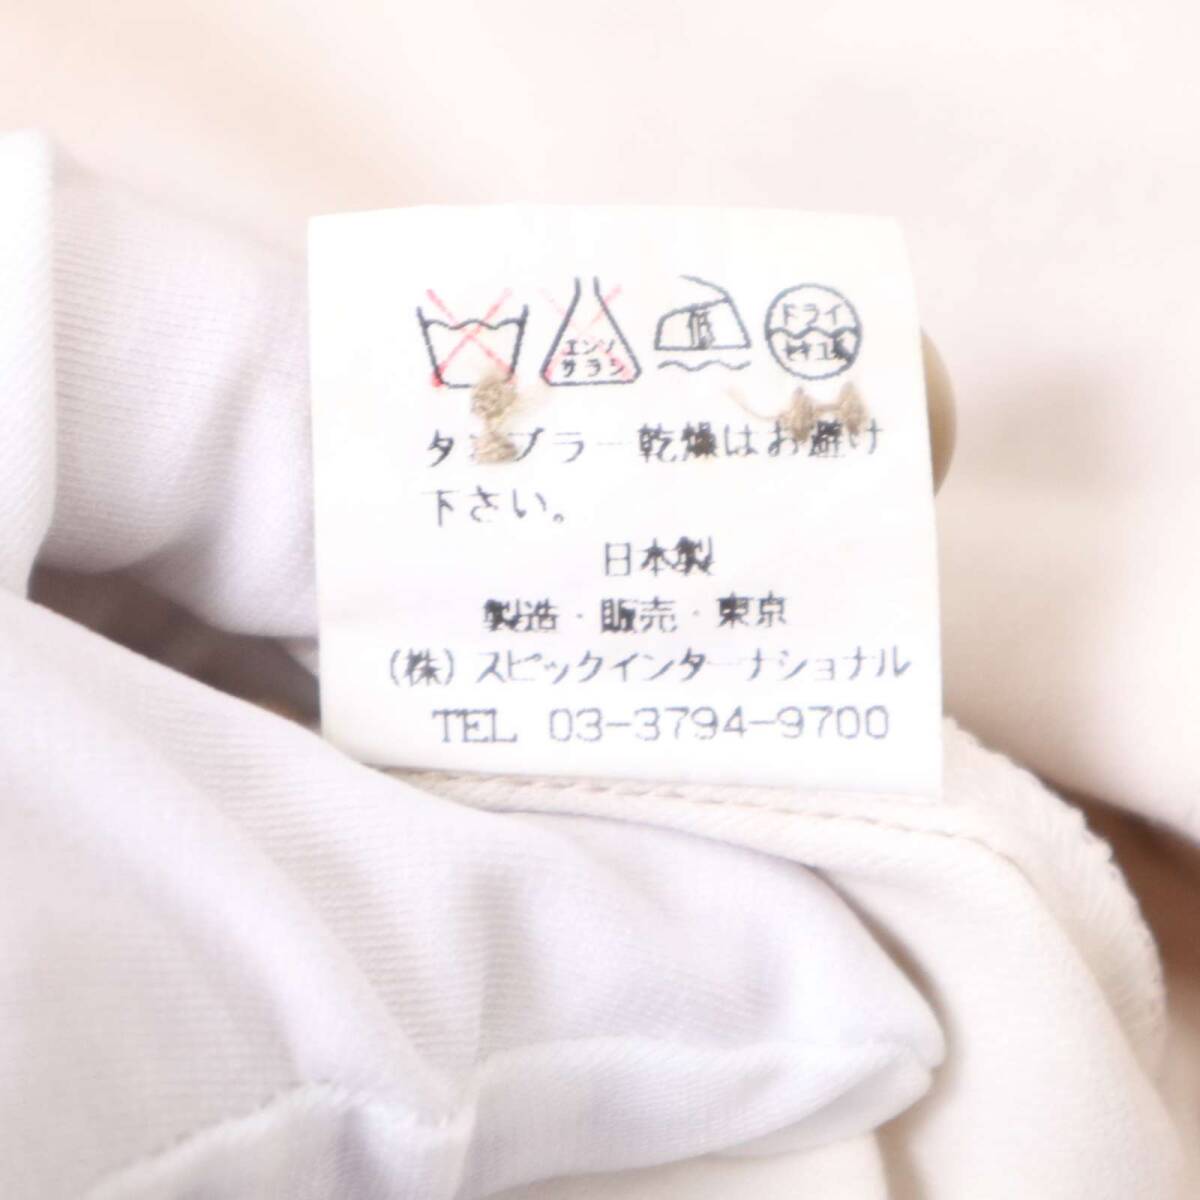 エンソ
サラシ
低
ドライ
セキユ系
タンブラー乾燥はお避け
下さい。
日本製
製造・販売・東京
(株)スピックインターナショナル
TEL 03-3794-9700